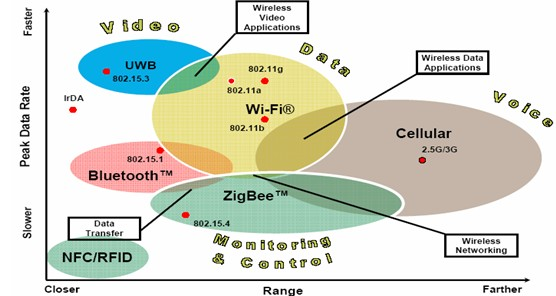 Faster
Video
Wireless
Video
Applications
UWB
802.15.3
Data
Wireless Data
Applications
802.11g
802.11a
IrDA
Wi-Fi®
802.11b
Voice
Cellular
2.5G/3G
Peak Data Rate
802.15.1
Bluetooth™
ZigBee™
802.15.4
Slower
Data
Transfer
Monitoring
& Control
Wireless
Networking
NFC/RFID
Closer
Range
Farther